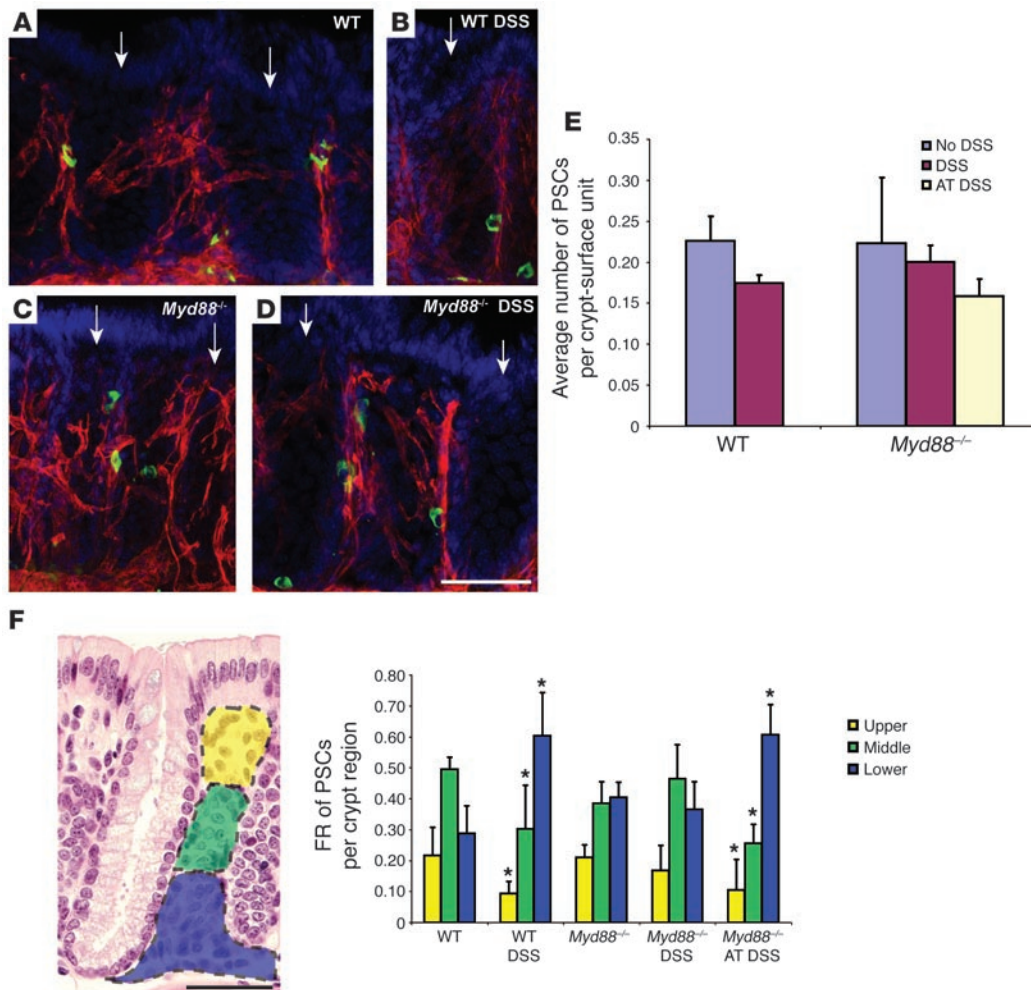 A
WT
B
WT DSS
C
Myd88-/-
D
Myd88-/- DSS
E
Average number of PSCs
per crypt-surface unit
0.35
0.30
0.25
0.20
0.15
0.10
0.05
0.00
No DSS
DSS
AT DSS
WT
Myd88–/–
F
FR of PSCs
per crypt region
0.80
0.70
0.60
0.50
0.40
0.30
0.20
0.10
0
* * *
* * *
WT
WT
DSS
Myd88–/–
Myd88–/–
DSS
Myd88–/–
AT DSS
Upper
Middle
Lower